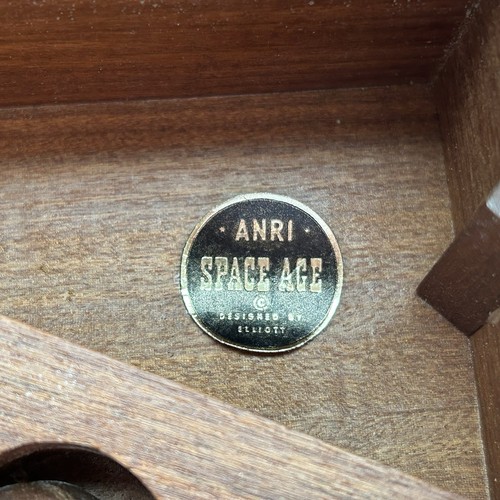 · ANRI ·
SPACE AGE
©
DESIGNED BY
ELLIOTT